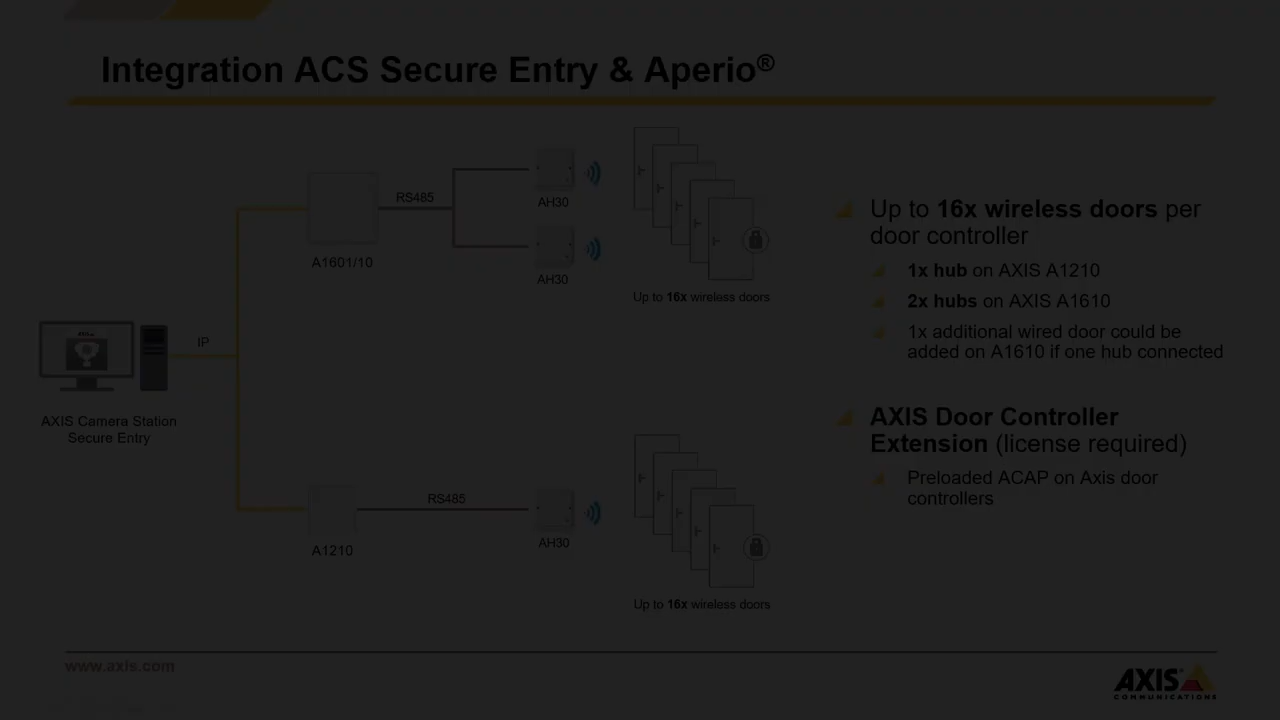 Integration ACS Secure Entry & Aperio®
RS485
AH30
AH30
A1601/10
Up to 16x wireless doors
IP
AXIS Camera Station
Secure Entry
RS485
AH30
A1210
Up to 16x wireless doors
Up to 16x wireless doors per
door controller
1x hub on AXIS A1210
2x hubs on AXIS A1610
1x additional wired door could be
added on A1610 if one hub connected
AXIS Door Controller
Extension (license required)
Preloaded ACAP on Axis door
controllers
www.axis.com
AXIS
COMMUNICATIONS